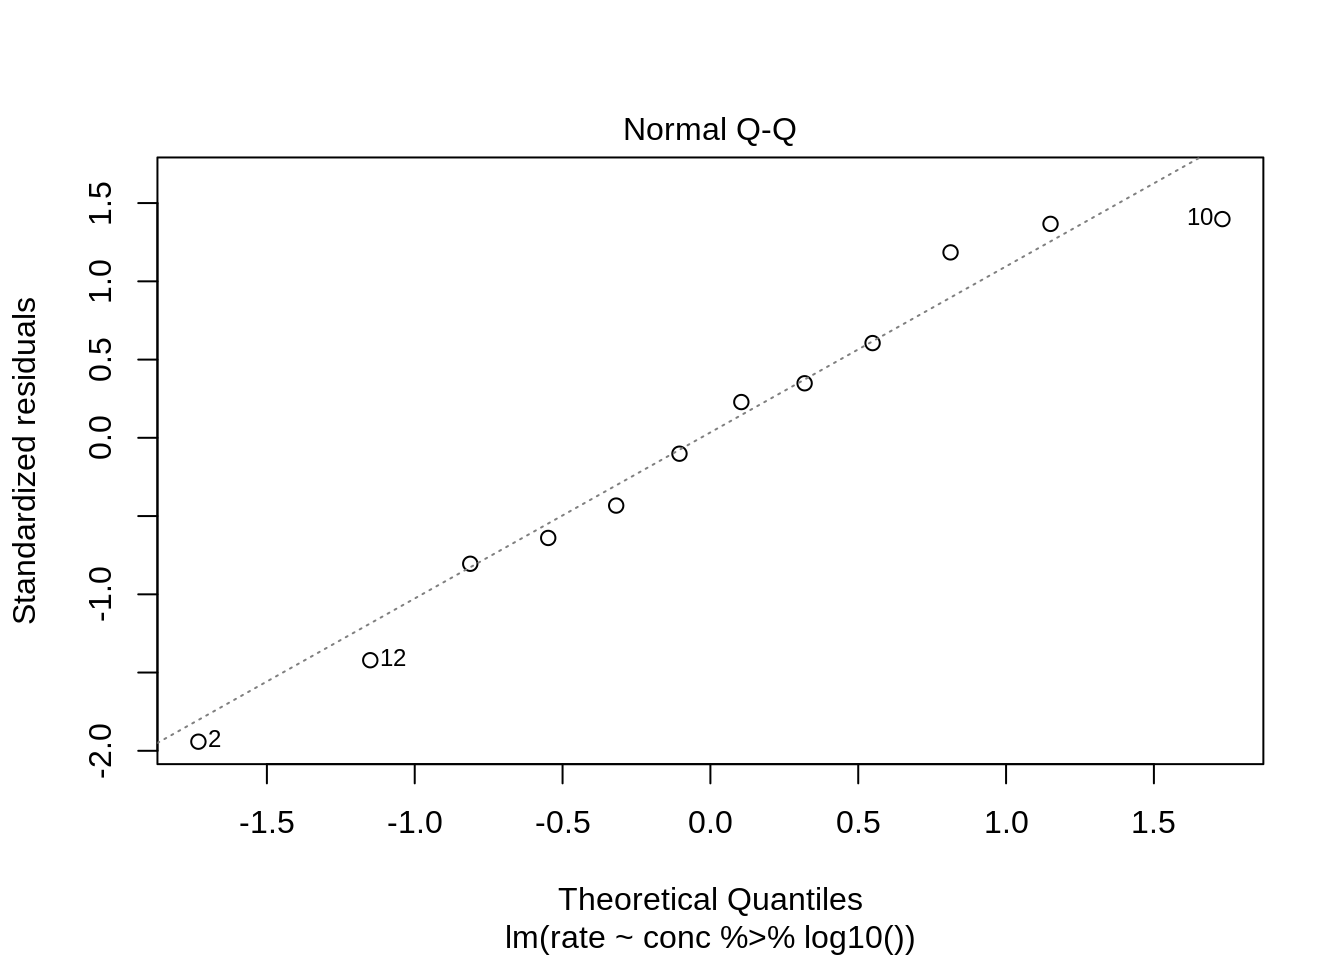 Normal Q-Q
Standardized residuals
1.5
1.0
0.5
0.0
-1.0
-2.0
10
12
2
-1.5 -1.0 -0.5 0.0 0.5 1.0 1.5
Theoretical Quantiles
lm(rate ~ conc %>% log10())